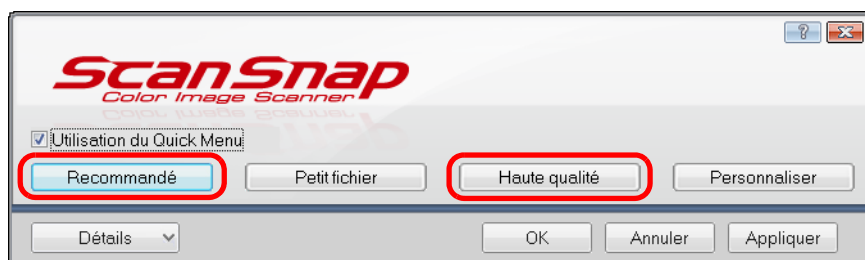 ScanSnap
Color Image Scanner
Utilisation du Quick Menu
Recommandé Petit fichier Haute qualité Personnaliser
Détails OK Annuler Appliquer